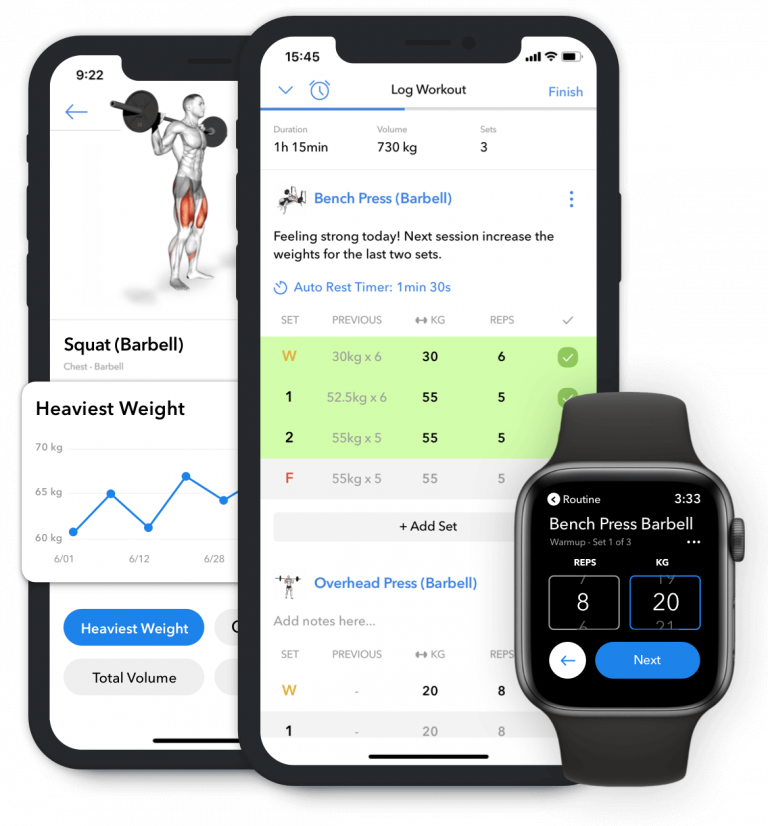 9:22
Squat (Barbell)
Chest - Barbell
Heaviest Weight
70 kg
65 kg
60 kg
6/01 6/12 6/28
Heaviest Weight
Total Volume
15:45
Log Workout
Finish
Duration Volume Sets
1h 15min 730 kg 3
Bench Press (Barbell)
Feeling strong today! Next session increase the
weights for the last two sets.
Auto Rest Timer: 1min 30s
SET PREVIOUS KG REPS
W 30kg x 6 30 6
1 52.5kg x 6 55 5
2 55kg x 5 55 5
F 55kg x 5 55 5
+ Add Set
Overhead Press (Barbell)
Add notes here...
SET PREVIOUS KG REPS
W - 20 8
1 - 20 8
Routine 3:33
Bench Press Barbell
Warmup - Set 1 of 3
REPS KG
8 20
Next